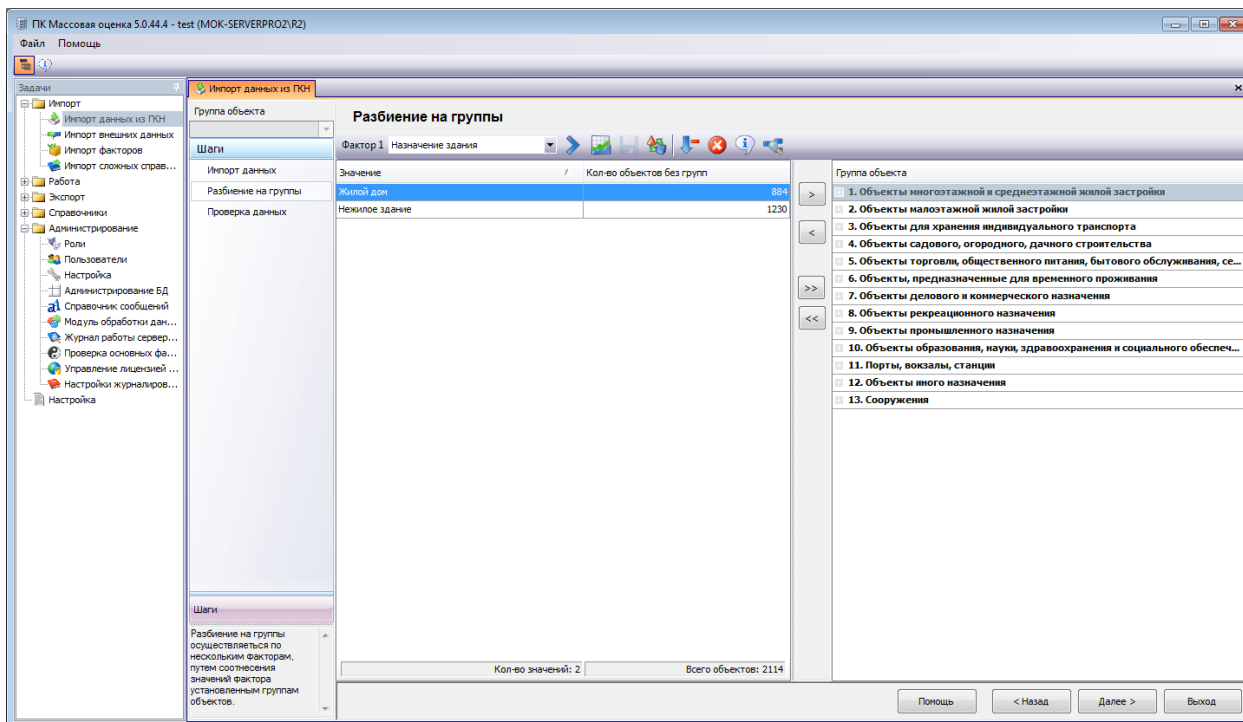 ПК Массовая оценка 5.0.44.4 - test (MOK-SERVERPRO2\R2)
Файл Помощь
Задачи
Импорт
Импорт данных из ГКН
Импорт внешних данных
Импорт факторов
Импорт сложных справ...
Работа
Экспорт
Справочники
Администрирование
Роли
Пользователи
Настройка
Администрирование БД
Справочник сообщений
Модуль обработки дан...
Журнал работы сервер...
Проверка основных фа...
Управление лицензией ...
Настройки журналиров...
Настройка
Импорт данных из ГКН
Группа объекта
Шаги
Импорт данных
Разбиение на группы
Проверка данных
Шаги
Разбиение на группы
осуществляеться по
нескольким факторам,
путем соотнесения
значений фактора
установленным группам
объектов.
Разбиение на группы
Фактор 1 Назначение здания
Значение Кол-во объектов без групп
Жилой дом 884
Нежилое здание 1230
Кол-во значений: 2 Всего объектов: 2114
>
<
>>
<<
Группа объекта
1. Объекты многоэтажной и среднеэтажной жилой застройки
2. Объекты малоэтажной жилой застройки
3. Объекты для хранения индивидуального транспорта
4. Объекты садового, огородного, дачного строительства
5. Объекты торговли, общественного питания, бытового обслуживания, се...
6. Объекты, предназначенные для временного проживания
7. Объекты делового и коммерческого назначения
8. Объекты рекреационного назначения
9. Объекты промышленного назначения
10. Объекты образования, науки, здравоохранения и социального обеспеч...
11. Порты, вокзалы, станции
12. Объекты иного назначения
13. Сооружения
Помощь < Назад Далее > Выход